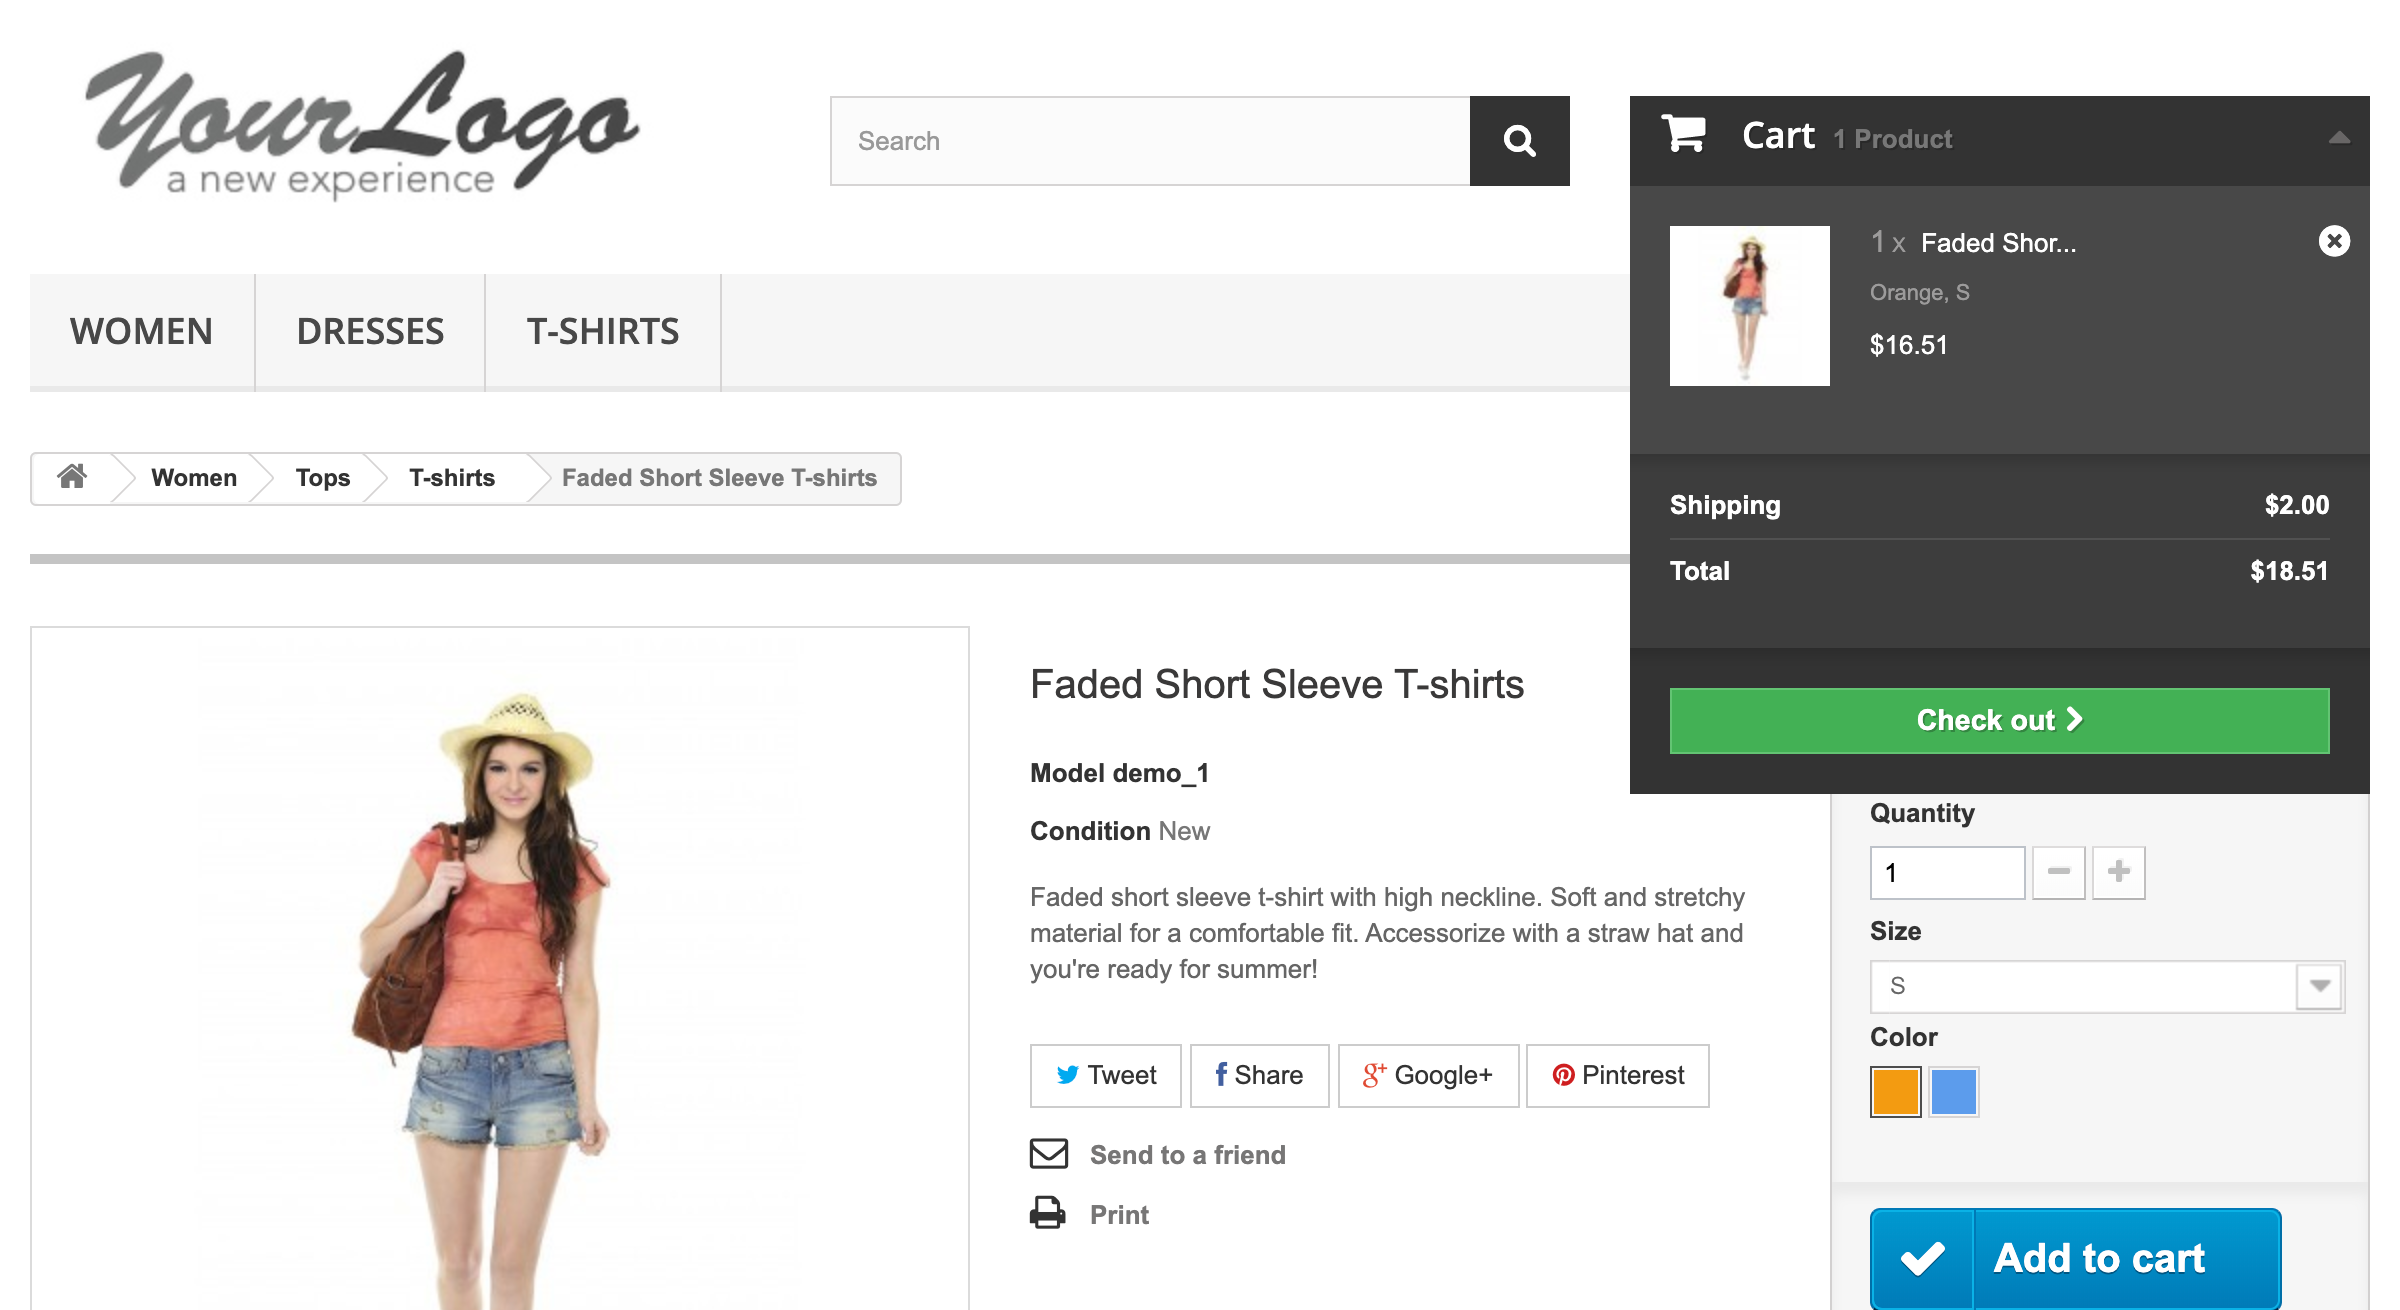 YourLogo
a new experience
Search
Cart 1 Product
1 x Faded Shor...
Orange, S
$16.51
WOMEN
DRESSES
T-SHIRTS
Women
Tops
T-shirts
Faded Short Sleeve T-shirts
Shipping $2.00
Total $18.51
Check out
Faded Short Sleeve T-shirts
Model demo_1
Condition New
Faded short sleeve t-shirt with high neckline. Soft and stretchy
material for a comfortable fit. Accessorize with a straw hat and
you're ready for summer!
Tweet
Share
g+ Google+
Pinterest
Send to a friend
Print
Quantity
1
Size
S
Color
Add to cart